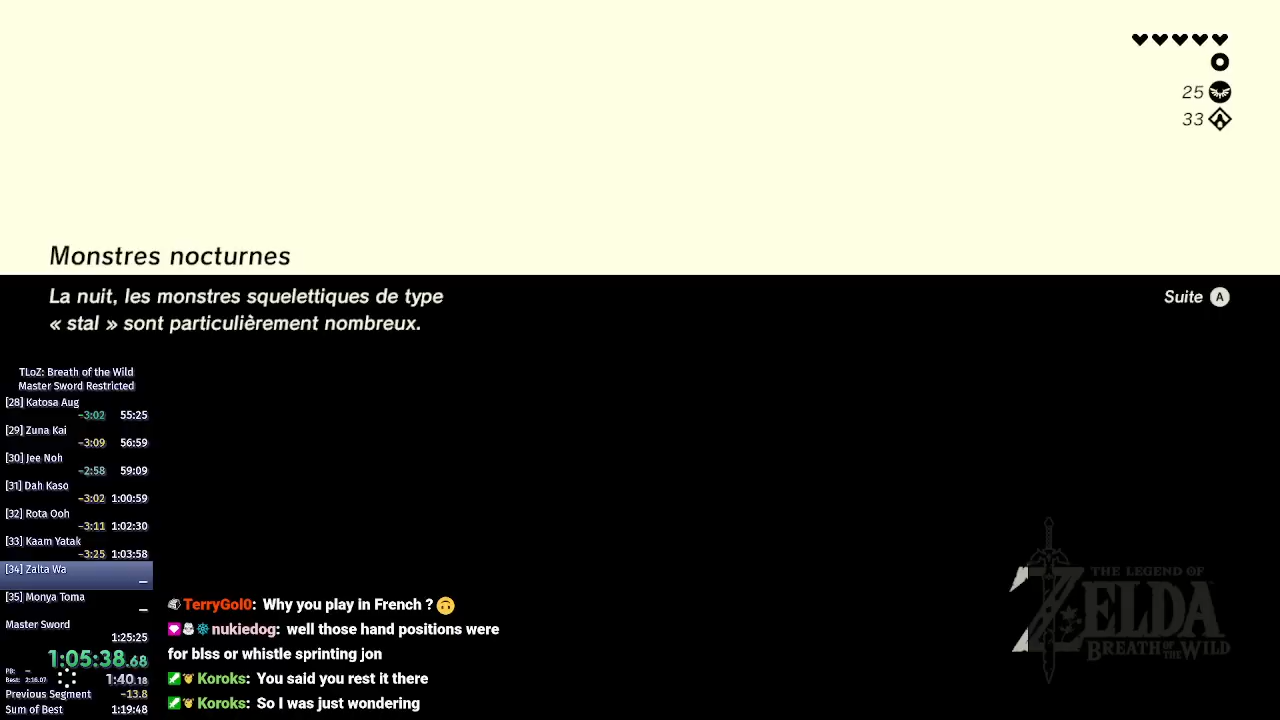 25
33
Monstres nocturnes
La nuit, les monstres squelettiques de type
« stal » sont particulièrement nombreux.
Suite A
TLoZ: Breath of the Wild
Master Sword Restricted
[28] Katosa Aug
-3:02 55:25
[29] Zuna Kai
-3:09 56:59
[30] Jee Noh
-2:58 59:09
[31] Dah Kaso
-3:02 1:00:59
[32] Rota Ooh
-3:11 1:02:30
[33] Kaam Yatak
-3:25 1:03:58
[34] Zalta Wa
—
[35] Monya Toma
—
Master Sword
1:25:25
1:05:38.68
PB: —
Best: 2:16.07
1:40.18
Previous Segment -13.8
Sum of Best 1:19:48
TerryGol0: Why you play in French ?
nukiedog: well those hand positions were
for blss or whistle sprinting jon
Koroks: You said you rest it there
Koroks: So I was just wondering
THE LEGEND OF
ZELDA
BREATH OF THE WILD